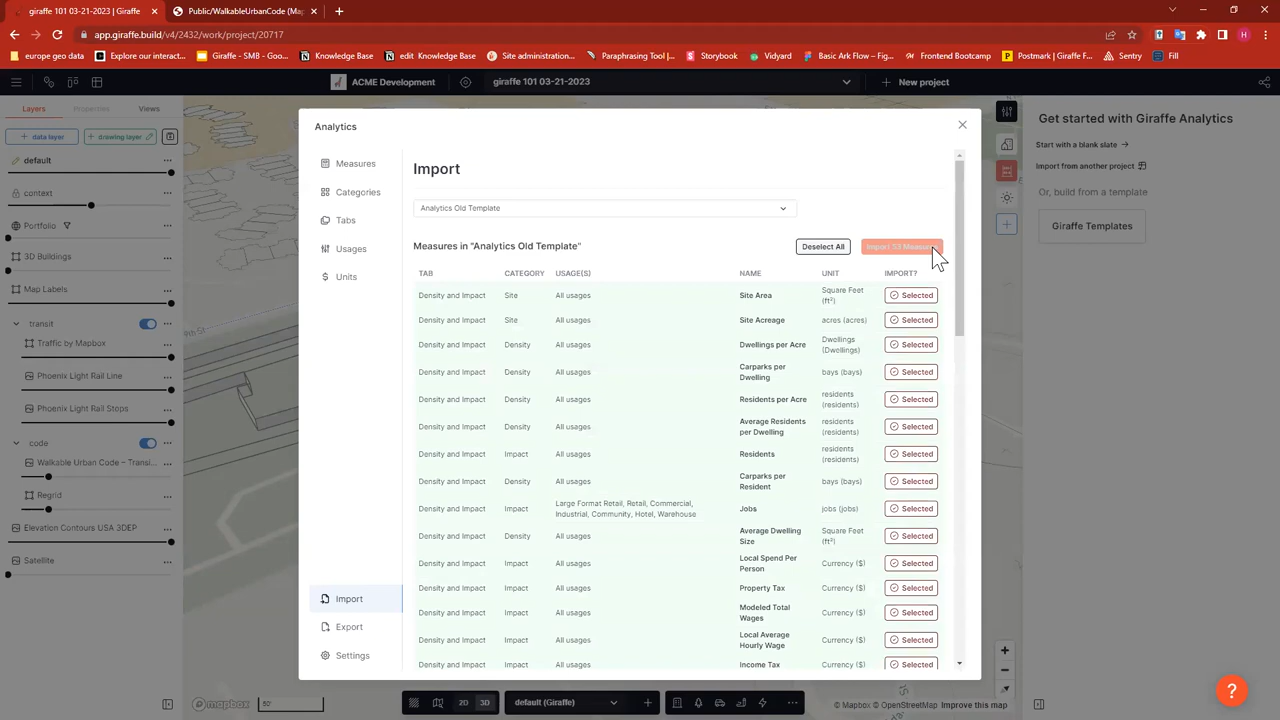 giraffe 101 03-21-2023
Public/WalkableUrbanCode (Ma
app.giraffe.build/v/2432/work/project/20717
europe geo data
Explore our interact...
Giraffe - SMB - Go...
Knowledge Base
edit Knowledge Base
Site administration...
Paraphrasing Tool |...
Storybook
Vidyard
Basic Ark Flow – Fig...
Frontend Bootcamp
Postmark | Giraffe F...
Sentry
Fill
ACME Development
giraffe 101 03-21-2023
New project
Layers
Properties
Views
data layer
drawing layer
default
context
Portfolio
3D Buildings
Map Labels
transit
Traffic by Mapbox
Phoenix Light Rail Line
Phoenix Light Rail Stops
code
Walkable Urban Code – Transi...
Regrid
Elevation Contours USA 3DEP
Satellite
Analytics
Measures
Categories
Tabs
Usages
$ Units
Import
Export
Settings
Import
Analytics Old Template
Measures in "Analytics Old Template"
Deselect All
Import 53 Measures
TAB CATEGORY USAGE(S) NAME UNIT IMPORT?
Density and Impact Site All usages Site Area Square Feet (ft²) Selected
Density and Impact Site All usages Site Acreage acres (acres) Selected
Density and Impact Density All usages Dwellings per Acre Dwellings (Dwellings) Selected
Density and Impact Density All usages Carparks per Dwelling bays (bays) Selected
Density and Impact Density All usages Residents per Acre residents (residents) Selected
Density and Impact Density All usages Average Residents per Dwelling residents (residents) Selected
Density and Impact Impact All usages Residents residents (residents) Selected
Density and Impact Density All usages Carparks per Resident bays (bays) Selected
Density and Impact Impact Large Format Retail, Retail, Commercial, Industrial, Community, Hotel, Warehouse Jobs jobs (jobs) Selected
Density and Impact Density All usages Average Dwelling Size Square Feet (ft²) Selected
Density and Impact Impact All usages Local Spend Per Person Currency ($) Selected
Density and Impact Impact All usages Property Tax Currency ($) Selected
Density and Impact Impact All usages Modeled Total Wages Currency ($) Selected
Density and Impact Impact All usages Local Average Hourly Wage Currency ($) Selected
Density and Impact Impact All usages Income Tax Currency ($) Selected
Get started with Giraffe Analytics
Start with a blank slate
Import from another project
Or, build from a template
Giraffe Templates
mapbox
50'
2D
3D
default (Giraffe)
© Mapbox © OpenStreetMap Improve this map
?